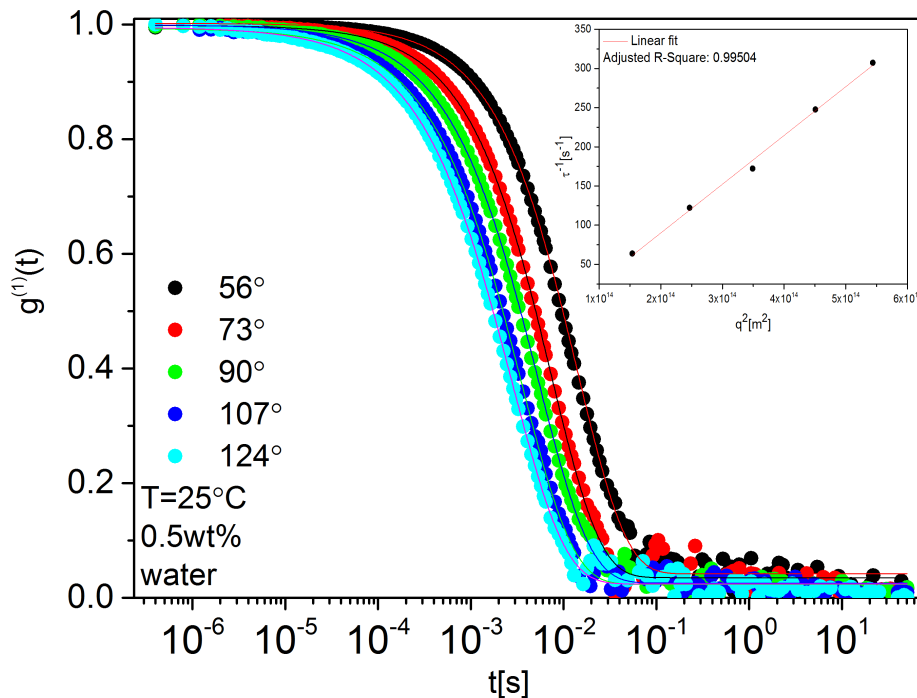 1.0
0.8
0.6
0.4
0.2
0.0
g⁽¹⁾(t)
56°
73°
90°
107°
124°
T=25°C
0.5wt%
water
10⁻⁶ 10⁻⁵ 10⁻⁴ 10⁻³ 10⁻² 10⁻¹ 10⁰ 10¹
t[s]
Linear fit
Adjusted R-Square: 0.99504
350
300
250
200
150
100
50
τ⁻¹[s⁻¹]
1x10¹⁴ 2x10¹⁴ 3x10¹⁴ 4x10¹⁴ 5x10¹⁴ 6x10¹
q²[m²]